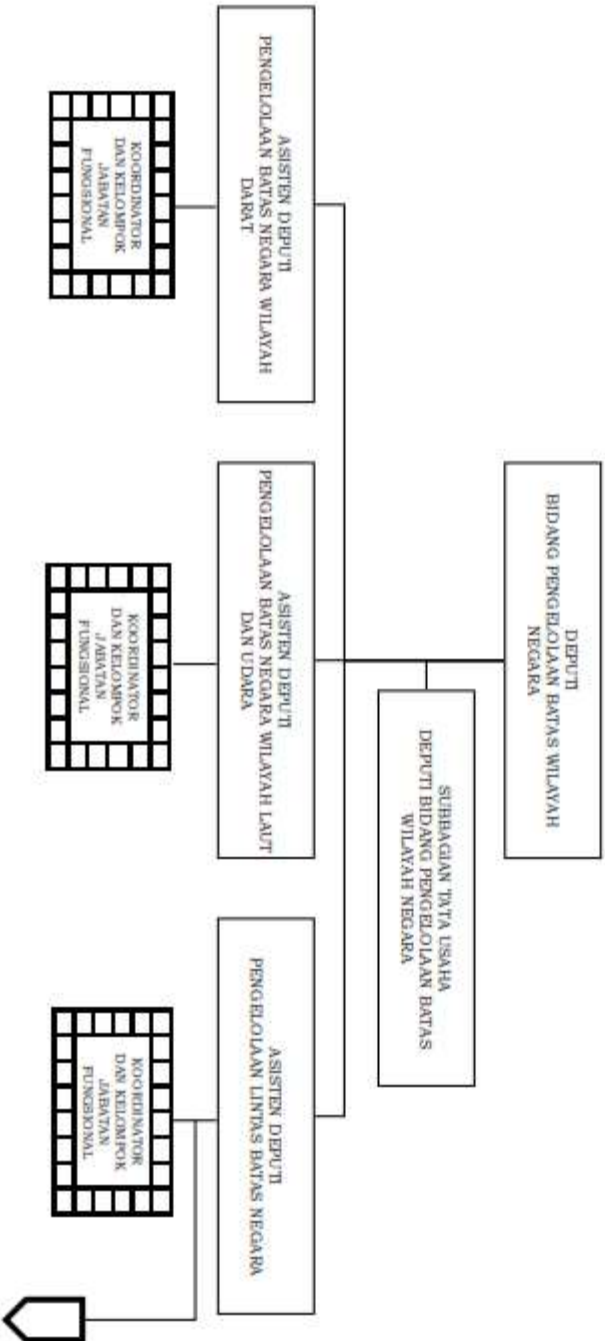 DEPUTI
BIDANG PENGELOLAAN BATAS WILAYAH
NEGARA
SUBBAGIAN TATA USAHA
DEPUTI BIDANG PENGELOLAAN BATAS
WILAYAH NEGARA
ASISTEN DEPUTI
PENGELOLAAN BATAS NEGARA WILAYAH
DARAT
ASISTEN DEPUTI
PENGELOLAAN BATAS NEGARA WILAYAH LAUT
DAN UDARA
ASISTEN DEPUTI
PENGELOLAAN LINTAS BATAS NEGARA
KOORDINATOR
DAN KELOMPOK
JABATAN
FUNGSIONAL
KOORDINATOR
DAN KELOMPOK
JABATAN
FUNGSIONAL
KOORDINATOR
DAN KELOMPOK
JABATAN
FUNGSIONAL